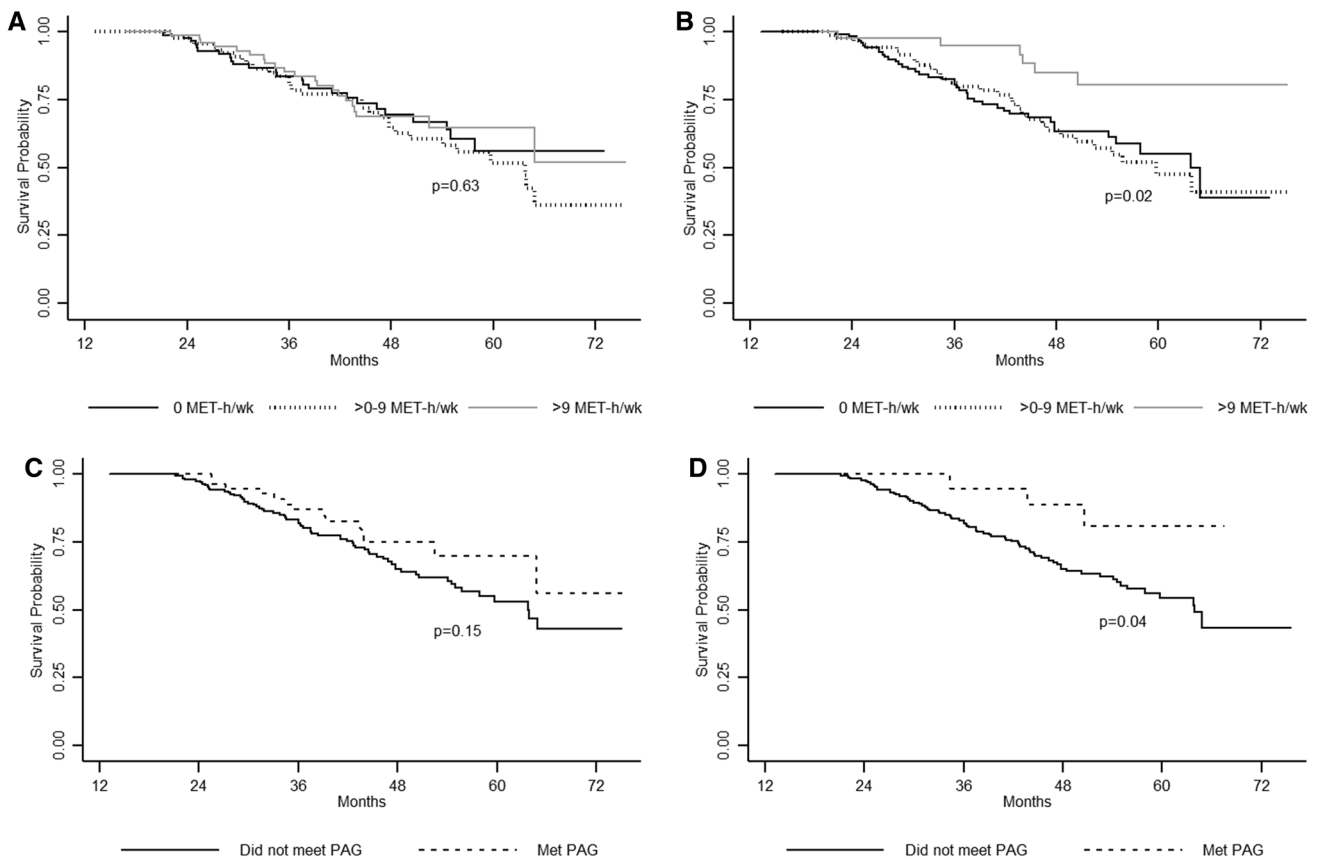 A
Survival Probability
1.00
0.75
0.50
0.25
0.00
p=0.63
12 24 36 48 60 72
Months
0 MET-h/wk >0-9 MET-h/wk >9 MET-h/wk
B
Survival Probability
1.00
0.75
0.50
0.25
0.00
p=0.02
12 24 36 48 60 72
Months
0 MET-h/wk >0-9 MET-h/wk >9 MET-h/wk
C
Survival Probability
1.00
0.75
0.50
0.25
0.00
p=0.15
12 24 36 48 60 72
Months
Did not meet PAG Met PAG
D
Survival Probability
1.00
0.75
0.50
0.25
0.00
p=0.04
12 24 36 48 60 72
Months
Did not meet PAG Met PAG